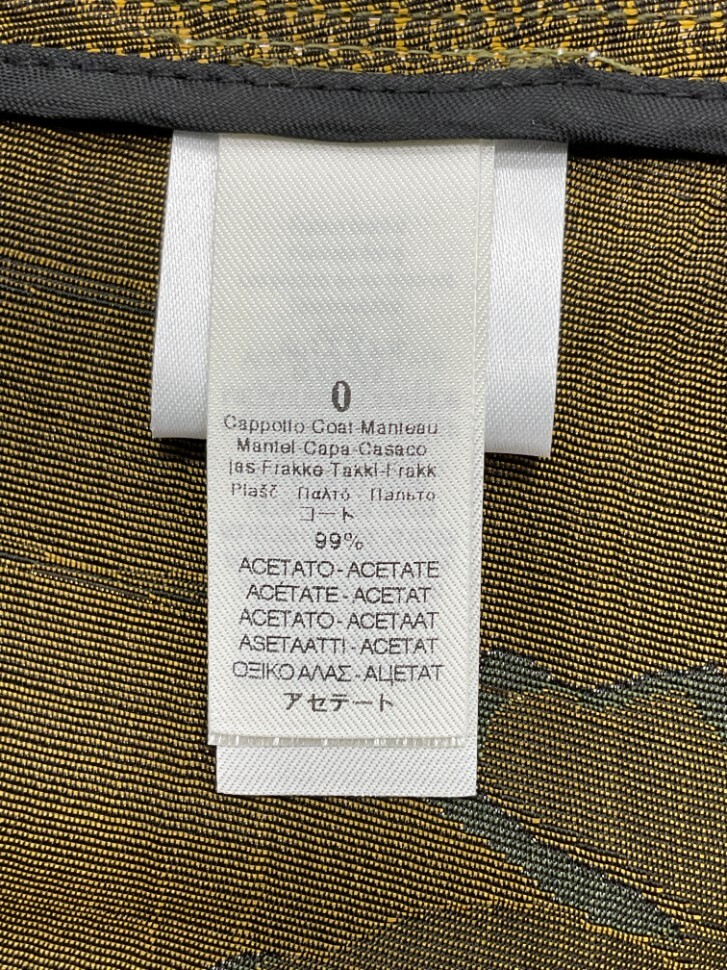 0
Cappotto-Coat-Manteau
Mantel-Capa-Casaco
Jas-Frakke-Takki-Frakk
Plašč - Παλτό - Пальто
コート
99%
ACETATO-ACETATE
ACÉTATE-ACETAT
ACETATO-ACETAAT
ASETAATTI-ACETAT
ΟΞΙΚΟ ΑΛΑΣ-АЦЕТАТ
アセテート